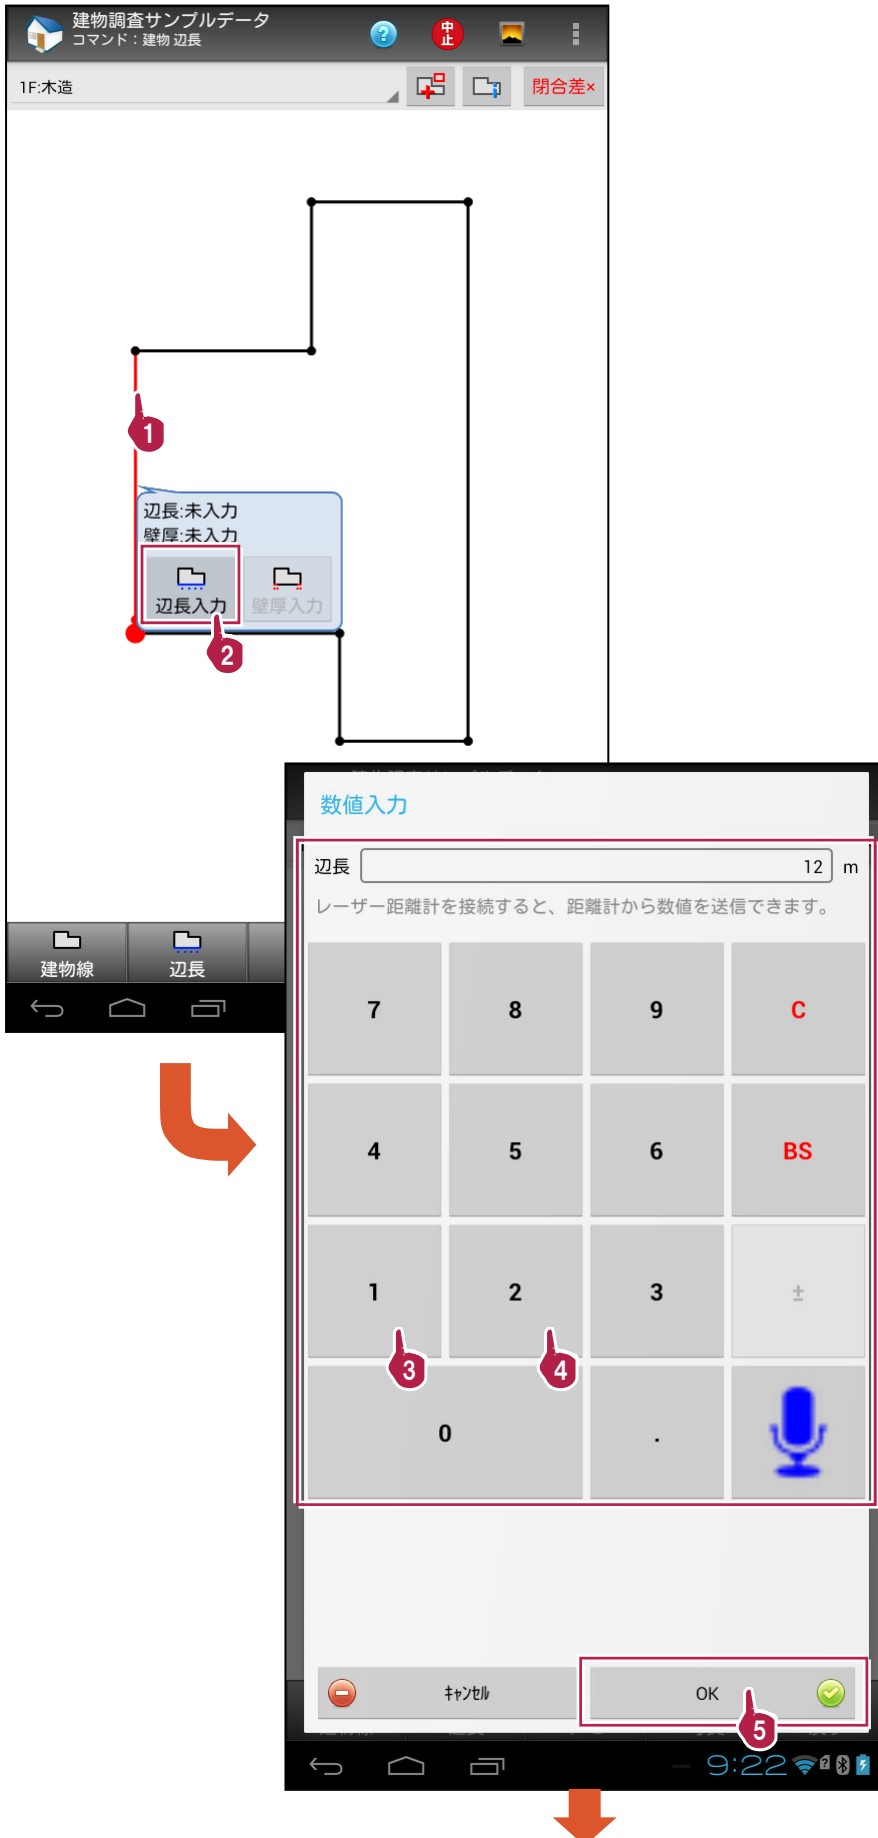 建物調査サンプルデータ
コマンド：建物 辺長
中止
1F:木造
閉合差×
1
辺長:未入力
壁厚:未入力
辺長入力
壁厚入力
2
建物線
辺長
数値入力
辺長
12
m
レーザー距離計を接続すると、距離計から数値を送信できます。
7
8
9
C
4
5
6
BS
1
2
3
±
3
4
0
.
ｷｬﾝｾﾙ
OK
5
9:22